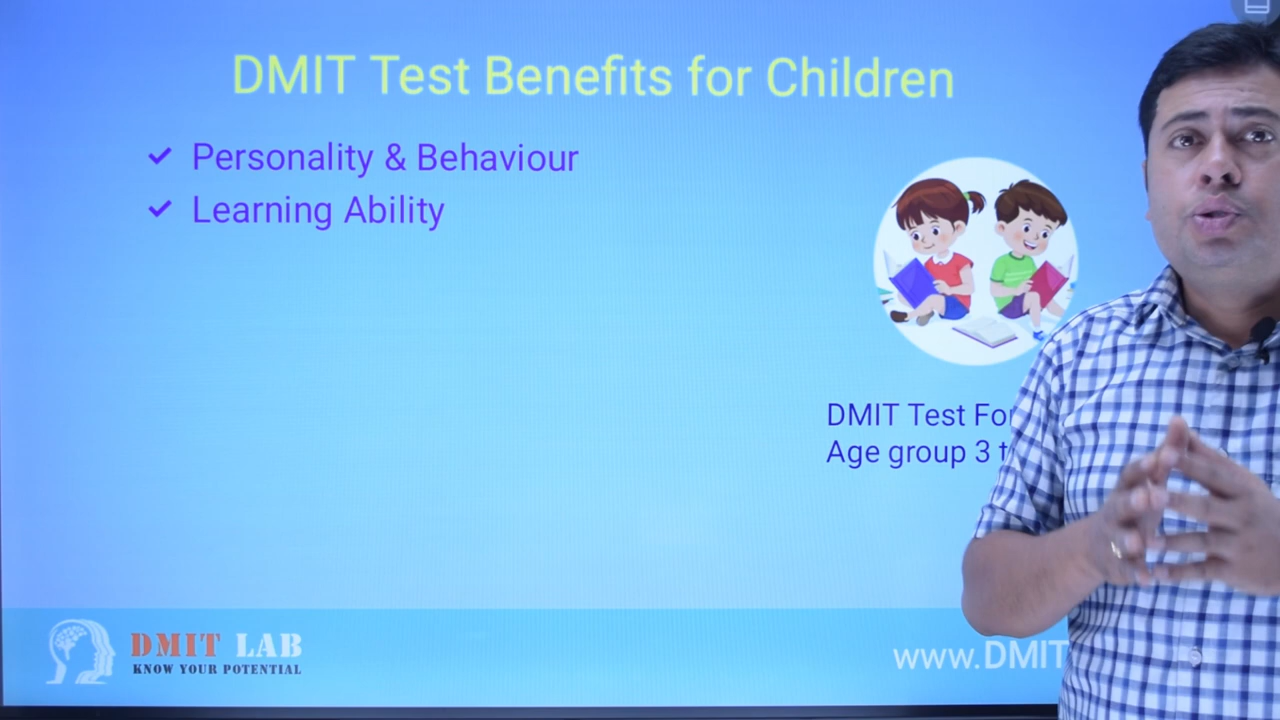 DMIT Test Benefits for Children
✓ Personality & Behaviour
✓ Learning Ability
DMIT Test
Age group 3
DMIT LAB
KNOW YOUR POTENTIAL
www.DMIT